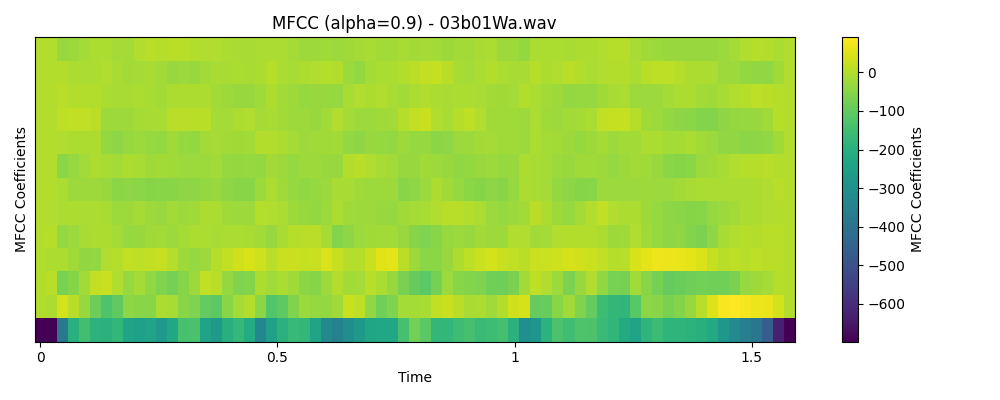 MFCC (alpha=0.9) - 03b01Wa.wav
MFCC Coefficients
0
0.5
1
1.5
Time
0
−100
−200
−300
−400
−500
−600
MFCC Coefficients